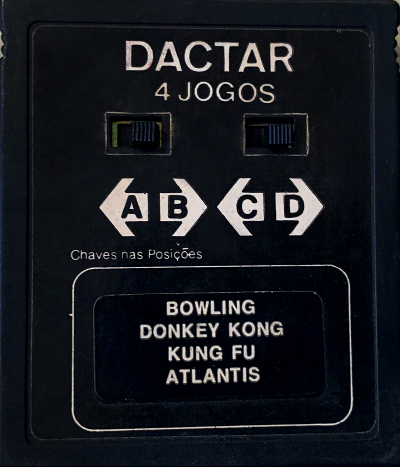 DACTAR
4 JOGOS
A B C D
Chaves nas Posições
BOWLING
DONKEY KONG
KUNG FU
ATLANTIS